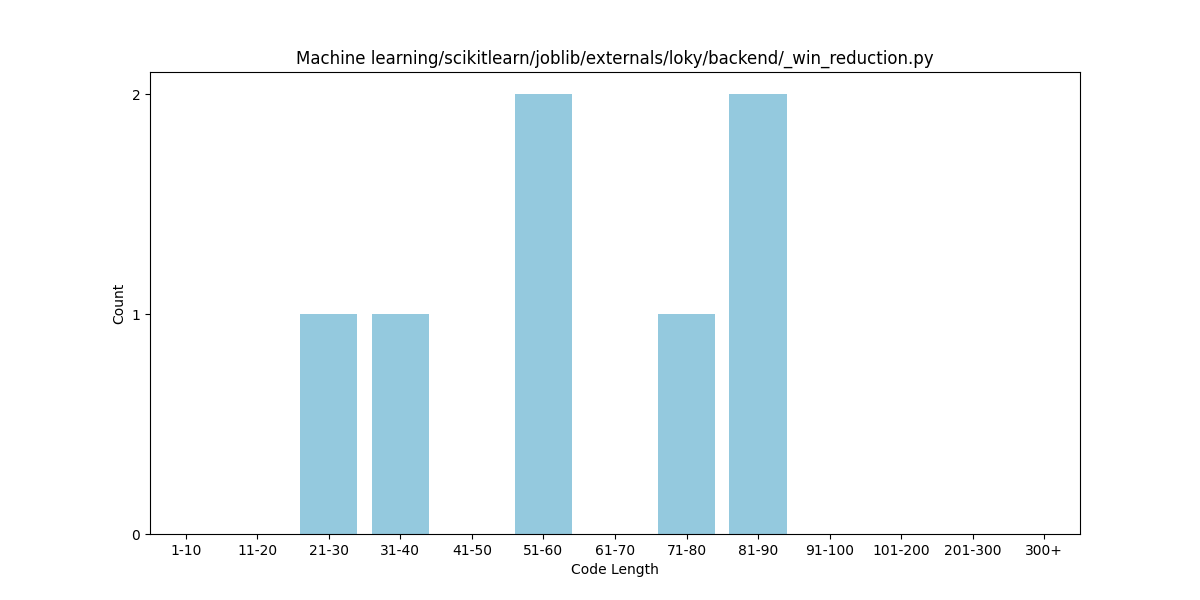 Machine learning/scikitlearn/joblib/externals/loky/backend/_win_reduction.py
Count
2
1
0
1-10 11-20 21-30 31-40 41-50 51-60 61-70 71-80 81-90 91-100 101-200 201-300 300+
Code Length